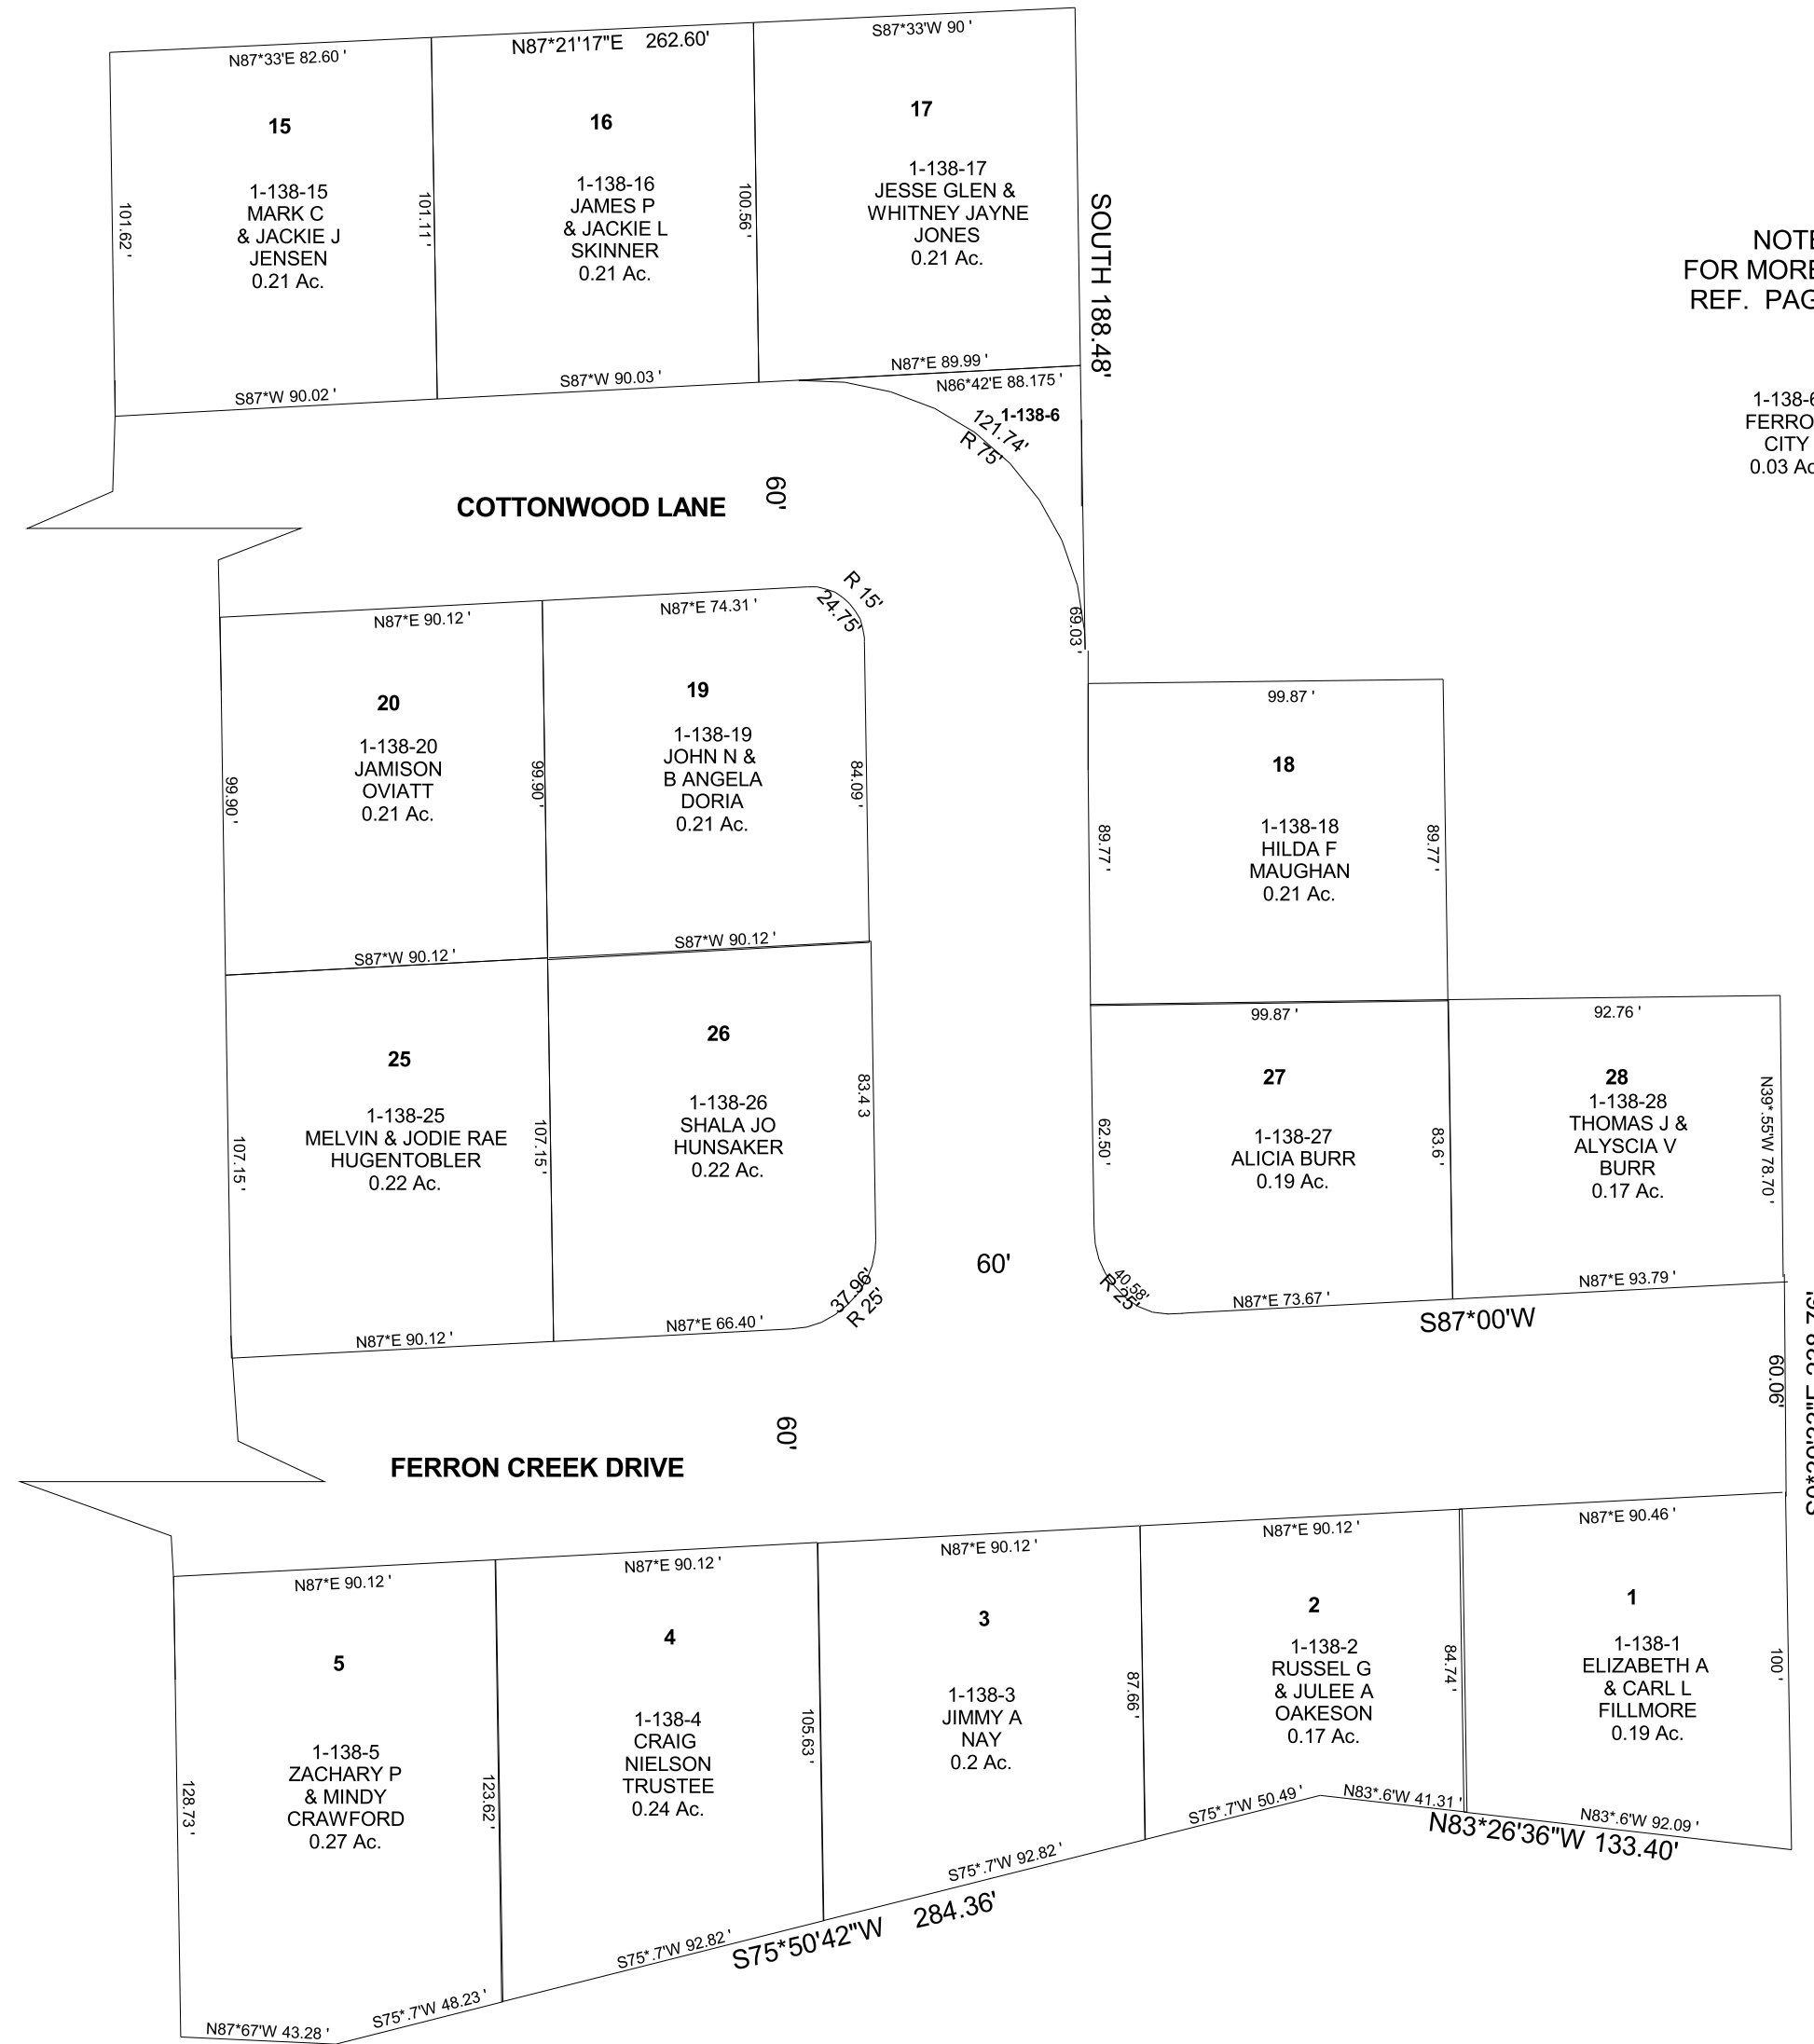 N87*33'E 82.60 '
N87*21'17"E 262.60'
S87*33'W 90 '
15
1-138-15
MARK C
& JACKIE J
JENSEN
0.21 Ac.
101.62 '
101.11 '
S87*W 90.02 '
16
1-138-16
JAMES P
& JACKIE L
SKINNER
0.21 Ac.
100.56 '
S87*W 90.03 '
17
1-138-17
JESSE GLEN &
WHITNEY JAYNE
JONES
0.21 Ac.
N87*E 89.99 '
SOUTH 188.48'
N86*42'E 88.175 '
1-138-6
121.74'
R 75'
69.03 '
NOTE
FOR MORE
REF. PAG
1-138-6
FERRO
CITY
0.03 Ac
COTTONWOOD LANE
60'
N87*E 90.12 '
20
1-138-20
JAMISON
OVIATT
0.21 Ac.
99.90 '
99.90 '
S87*W 90.12 '
N87*E 74.31 '
R 15'
24.75'
19
1-138-19
JOHN N &
B ANGELA
DORIA
0.21 Ac.
84.09 '
S87*W 90.12 '
99.87 '
18
1-138-18
HILDA F
MAUGHAN
0.21 Ac.
89.77 '
89.77 '
25
1-138-25
MELVIN & JODIE RAE
HUGENTOBLER
0.22 Ac.
107.15 '
107.15 '
N87*E 90.12 '
26
1-138-26
SHALA JO
HUNSAKER
0.22 Ac.
83.4 3
37.96'
R 25'
N87*E 66.40 '
60'
99.87 '
27
1-138-27
ALICIA BURR
0.19 Ac.
62.50 '
83.6 '
40.58'
R 25'
N87*E 73.67 '
92.76 '
28
1-138-28
THOMAS J &
ALYSCIA V
BURR
0.17 Ac.
N39*.55'W 78.70 '
N87*E 93.79 '
S87*00'W
60.06'
FERRON CREEK DRIVE
60'
N87*E 90.12 '
5
1-138-5
ZACHARY P
& MINDY
CRAWFORD
0.27 Ac.
128.73 '
123.62 '
N87*67'W 43.28 '
S75*.7'W 48.23 '
N87*E 90.12 '
4
1-138-4
CRAIG
NIELSON
TRUSTEE
0.24 Ac.
105.63 '
S75*.7'W 92.82 '
N87*E 90.12 '
3
1-138-3
JIMMY A
NAY
0.2 Ac.
87.66 '
S75*.7'W 92.82 '
S75*50'42"W 284.36'
N87*E 90.12 '
2
1-138-2
RUSSEL G
& JULEE A
OAKESON
0.17 Ac.
84.74 '
S75*.7'W 50.49 '
N83*.6'W 41.31 '
N87*E 90.46 '
1
1-138-1
ELIZABETH A
& CARL L
FILLMORE
0.19 Ac.
100 '
N83*.6'W 92.09 '
N83*26'36"W 133.40'